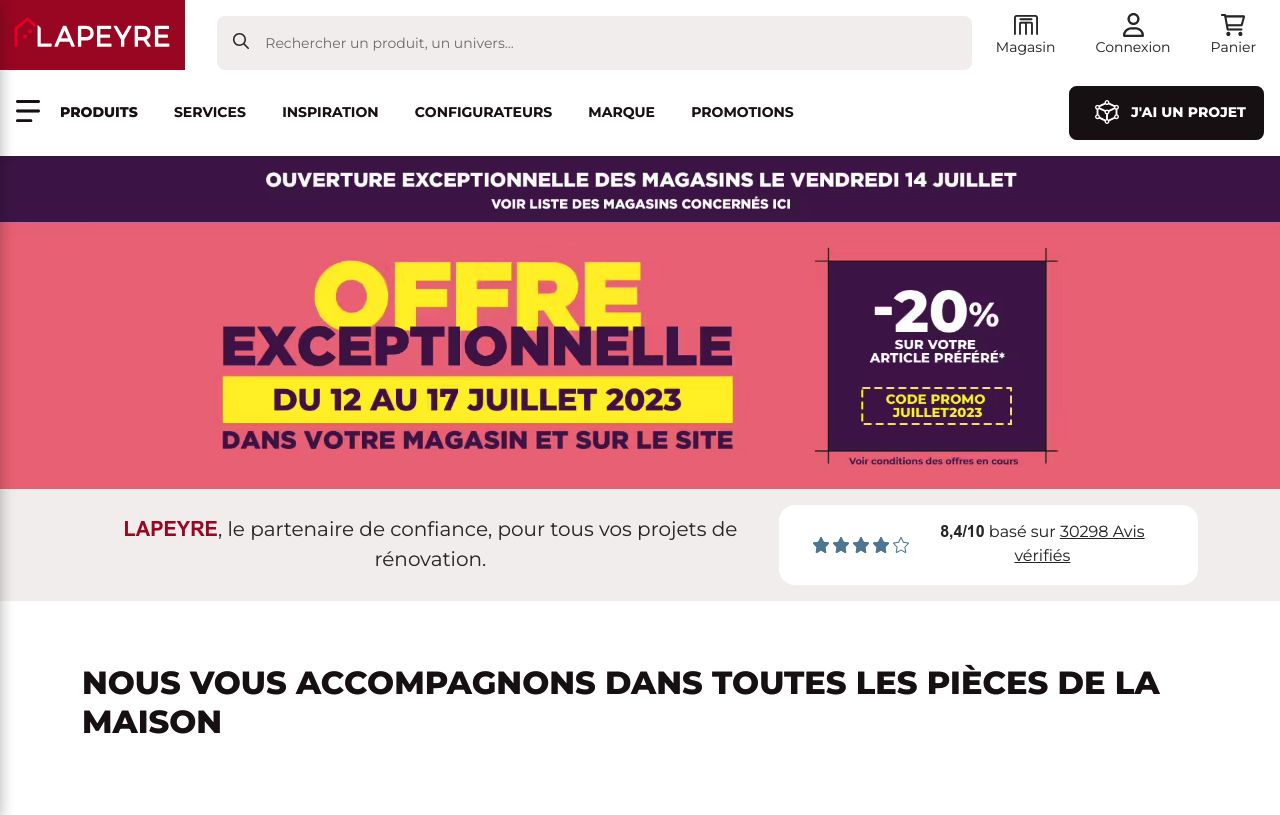 LAPEYRE
Rechercher un produit, un univers...
Magasin
Connexion
Panier
PRODUITS
SERVICES
INSPIRATION
CONFIGURATEURS
MARQUE
PROMOTIONS
J'AI UN PROJET
OUVERTURE EXCEPTIONNELLE DES MAGASINS LE VENDREDI 14 JUILLET
VOIR LISTE DES MAGASINS CONCERNÉS ICI
OFFRE
EXCEPTIONNELLE
DU 12 AU 17 JUILLET 2023
DANS VOTRE MAGASIN ET SUR LE SITE
-20%
SUR VOTRE
ARTICLE PRÉFÉRÉ*
CODE PROMO
JUILLET2023
Voir conditions des offres en cours
LAPEYRE, le partenaire de confiance, pour tous vos projets de
rénovation.
8,4/10 basé sur 30298 Avis
vérifiés
NOUS VOUS ACCOMPAGNONS DANS TOUTES LES PIÈCES DE LA
MAISON